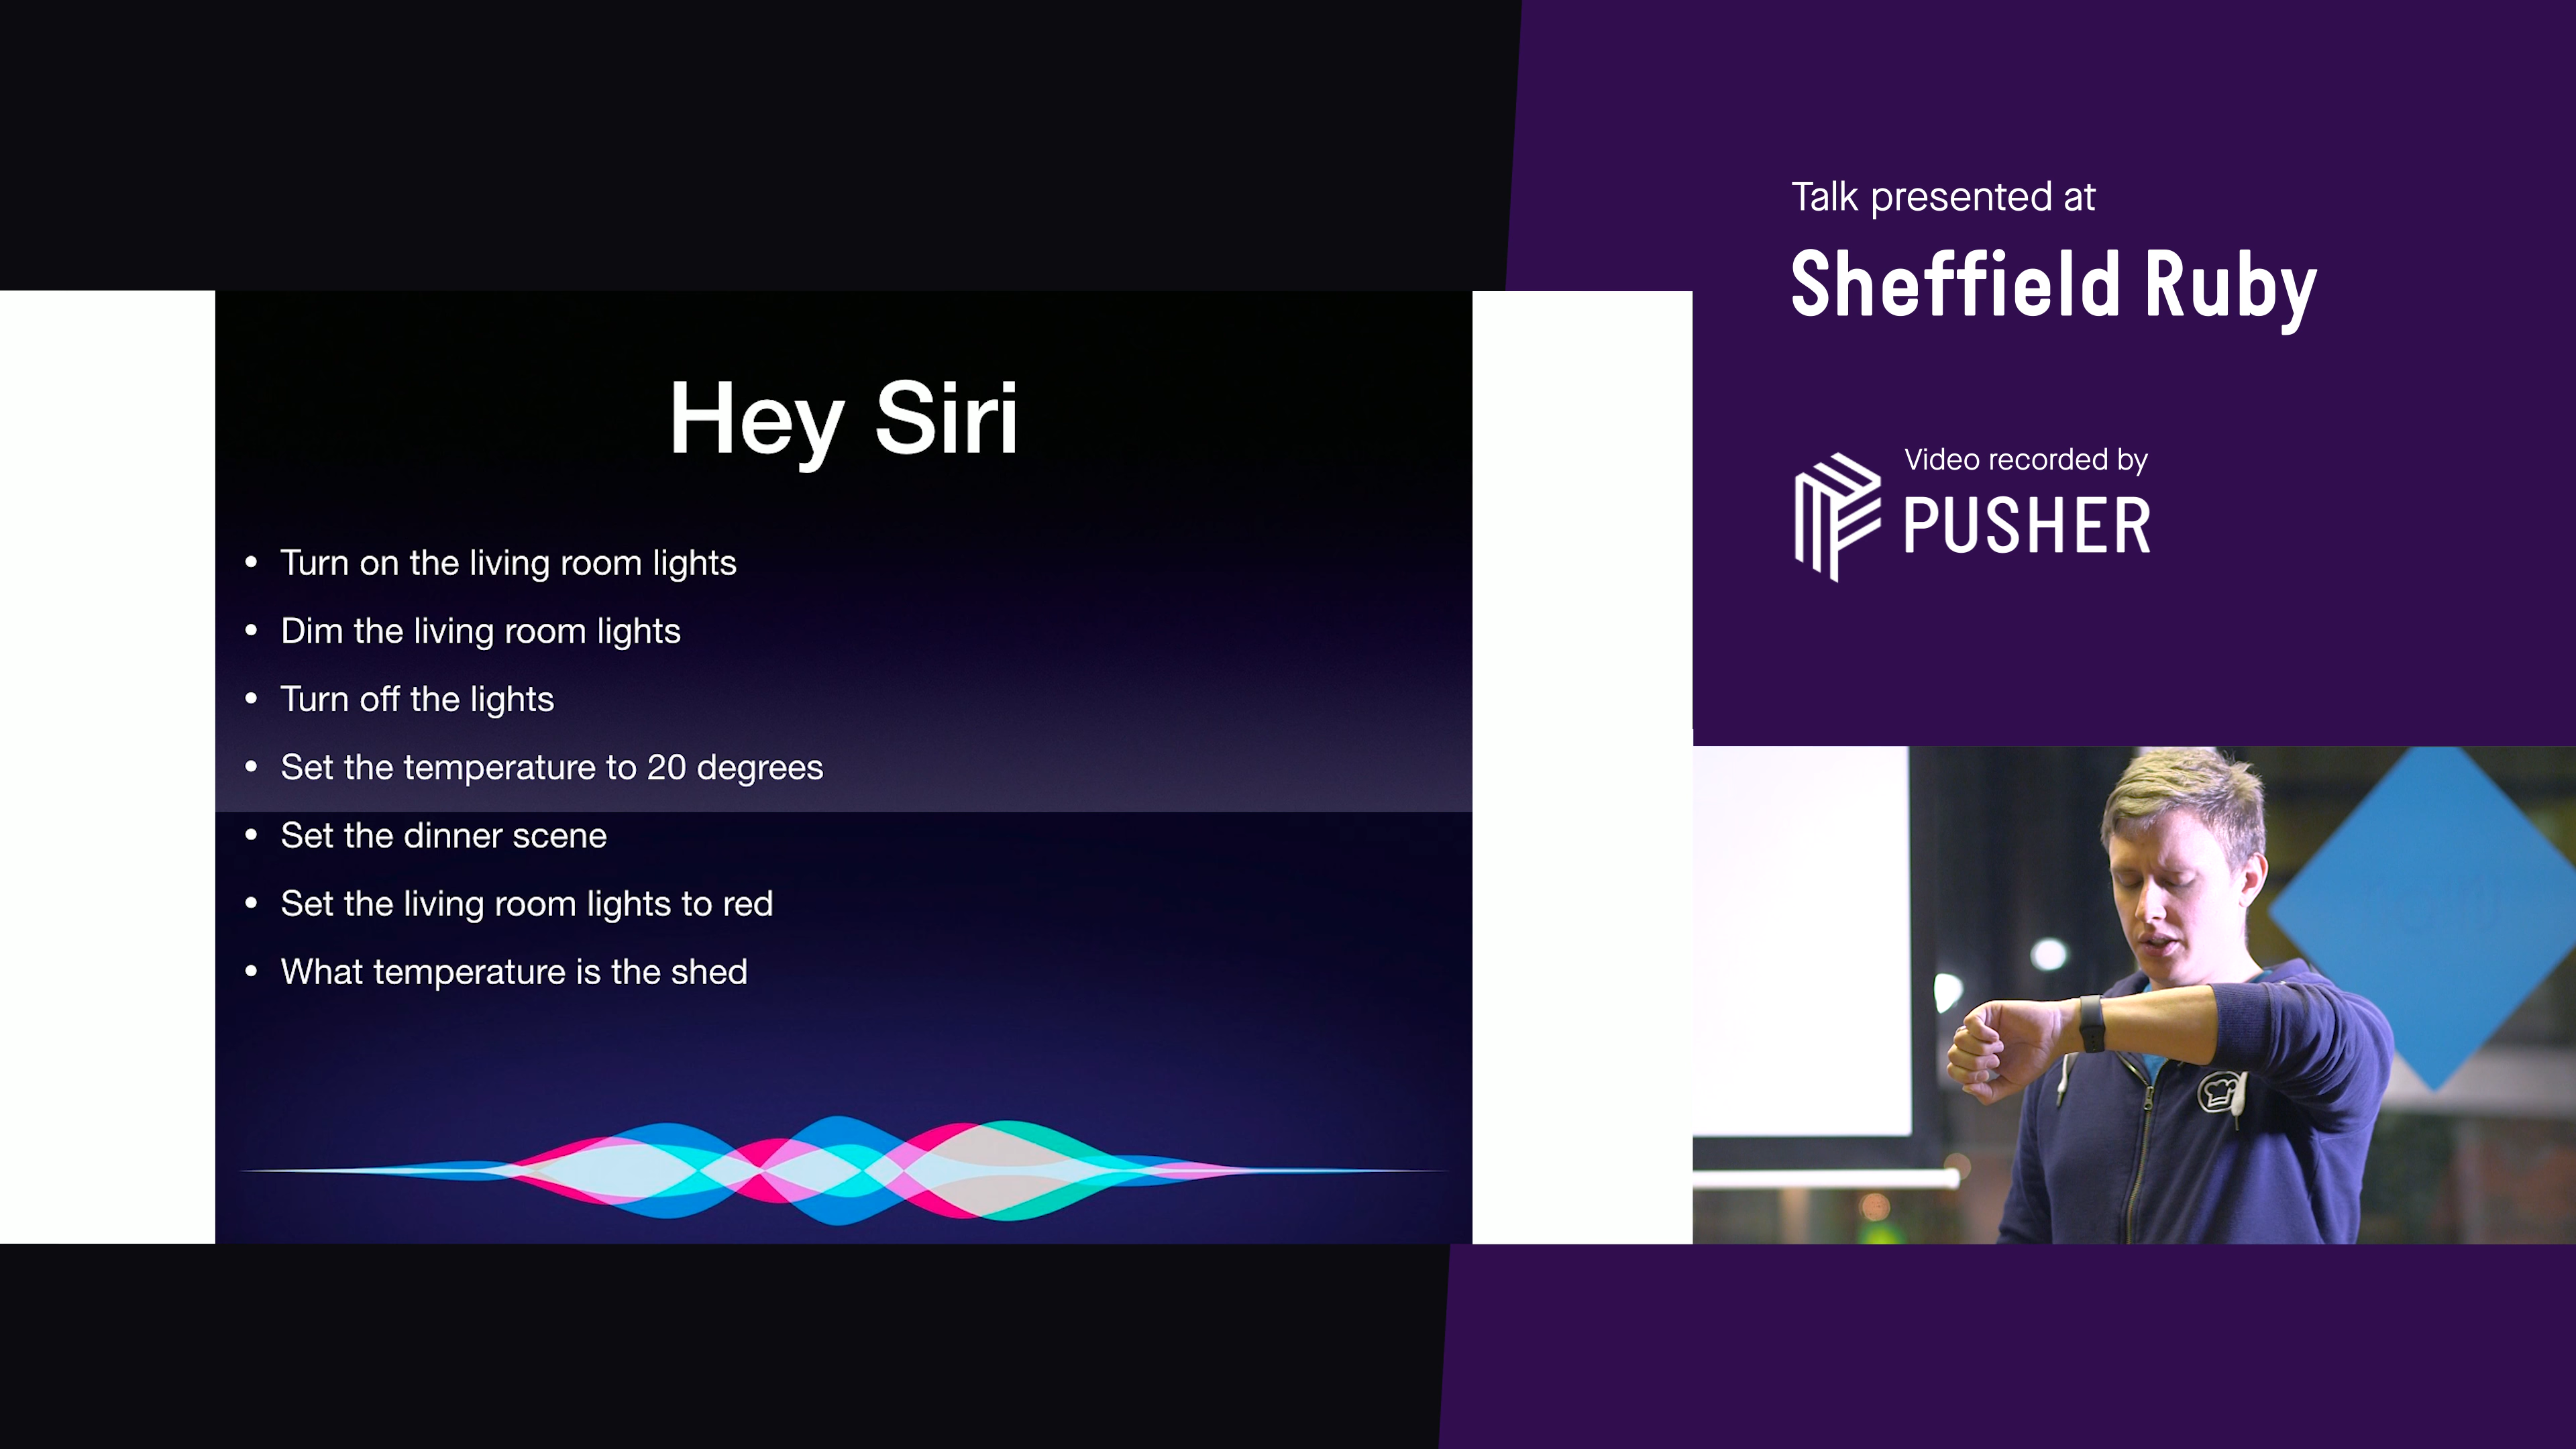 Hey Siri
• Turn on the living room lights
• Dim the living room lights
• Turn off the lights
• Set the temperature to 20 degrees
• Set the dinner scene
• Set the living room lights to red
• What temperature is the shed
Talk presented at
Sheffield Ruby
Video recorded by
PUSHER